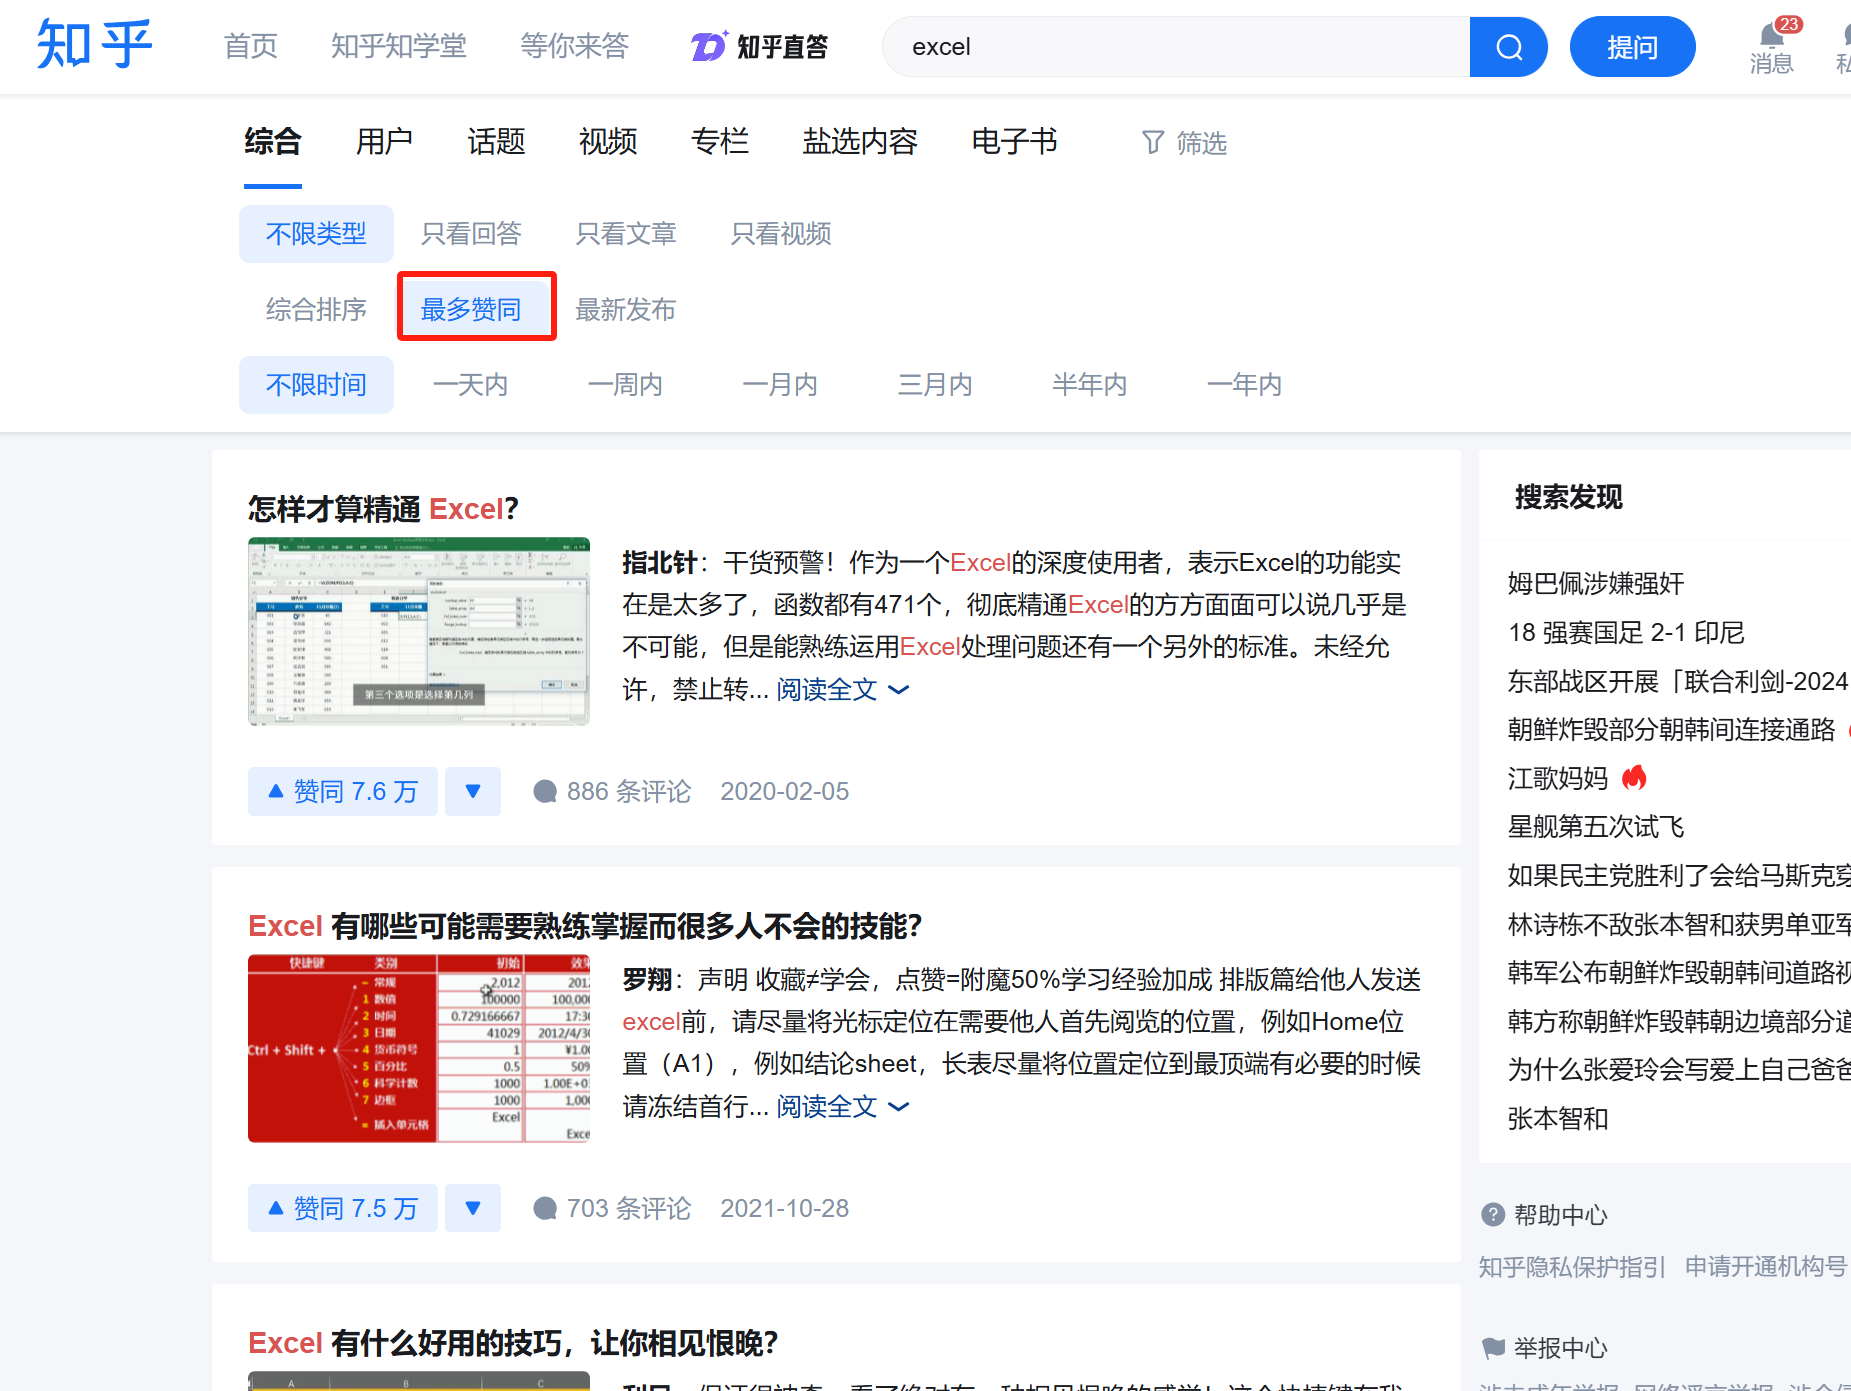 知乎 首页 知乎知学堂 等你来答 知乎直答 excel 提问 23 消息
综合 用户 话题 视频 专栏 盐选内容 电子书 筛选
不限类型 只看回答 只看文章 只看视频
综合排序 最多赞同 最新发布
不限时间 一天内 一周内 一月内 三月内 半年内 一年内
怎样才算精通 Excel?
第三个选项是选择第几列
指北针：干货预警！作为一个Excel的深度使用者，表示Excel的功能实
在是太多了，函数都有471个，彻底精通Excel的方方面面可以说几乎是
不可能，但是能熟练运用Excel处理问题还有一个另外的标准。未经允
许，禁止转... 阅读全文
赞同 7.6 万 886 条评论 2020-02-05
Excel 有哪些可能需要熟练掌握而很多人不会的技能?
快捷键 类别 初始 效
Ctrl + Shift +
~ 常规 2,012 201
1 数值 100000 100,00
2 时间 0.729166667 17:3
3 日期 41029 2012/4/3
4 货币符号 1 ¥1.0
5 百分比 0.5 50%
6 科学计数 1000 1.00E+0
7 边框 1000 1,00
= 插入单元格 Excel
Exce
罗翔：声明 收藏≠学会，点赞=附魔50%学习经验加成 排版篇给他人发送
excel前，请尽量将光标定位在需要他人首先阅览的位置，例如Home位
置（A1），例如结论sheet，长表尽量将位置定位到最顶端有必要的时候
请冻结首行... 阅读全文
赞同 7.5 万 703 条评论 2021-10-28
Excel 有什么好用的技巧，让你相见恨晚?
A B C
搜索发现
姆巴佩涉嫌强奸
18 强赛国足 2-1 印尼
东部战区开展「联合利剑-2024
朝鲜炸毁部分朝韩间连接通路
江歌妈妈
星舰第五次试飞
如果民主党胜利了会给马斯克穿
林诗栋不敌张本智和获男单亚军
韩军公布朝鲜炸毁朝韩间道路视
韩方称朝鲜炸毁韩朝边境部分道
为什么张爱玲会写爱上自己爸爸
张本智和
帮助中心
知乎隐私保护指引 申请开通机构号
举报中心